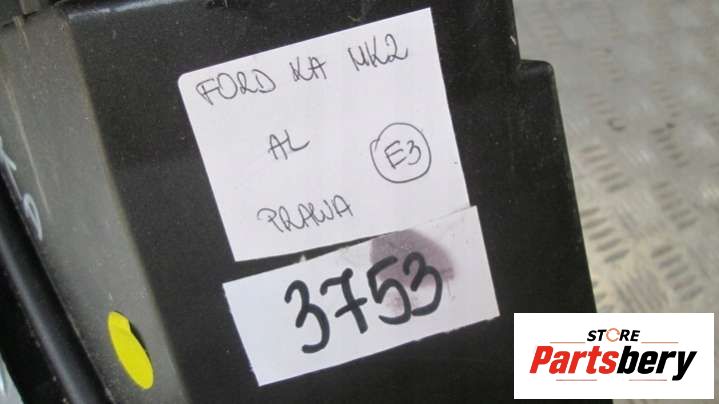 FORD KA MK2
AL
E3
PRAWA
3753
STORE
Partsbery